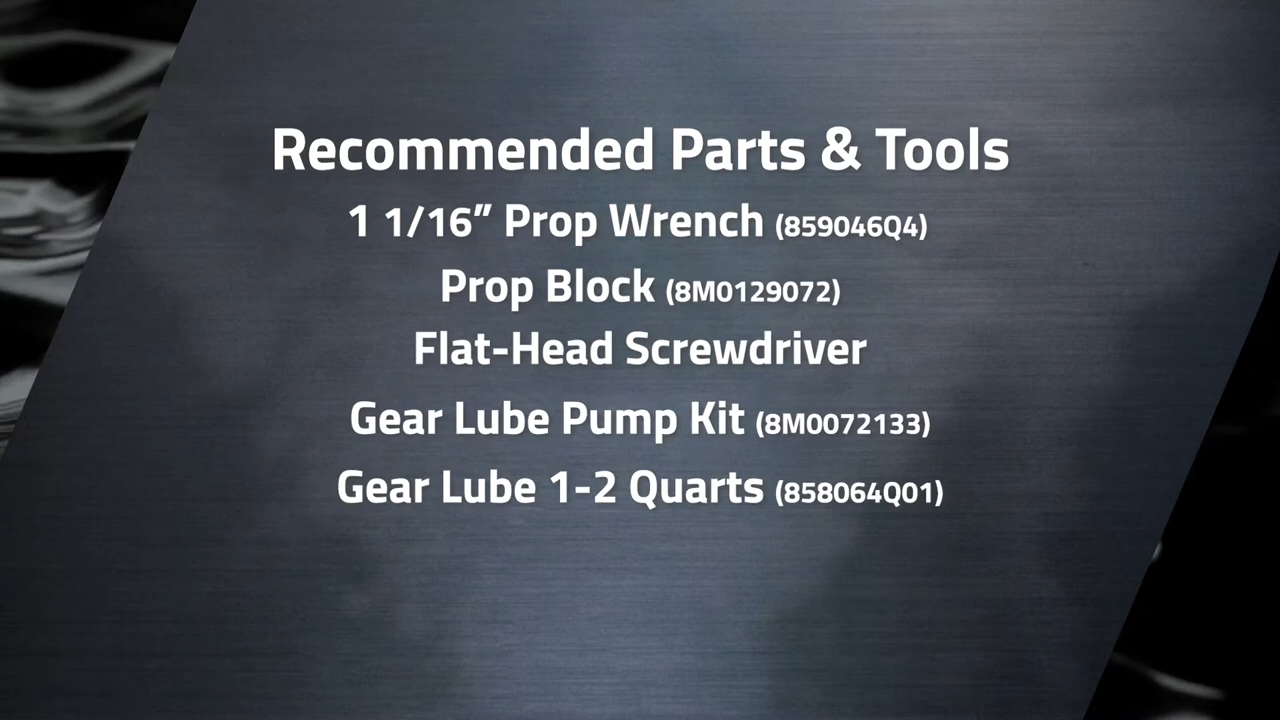 Recommended Parts & Tools
1 1/16” Prop Wrench (859046Q4)
Prop Block (8M0129072)
Flat-Head Screwdriver
Gear Lube Pump Kit (8M0072133)
Gear Lube 1-2 Quarts (858064Q01)